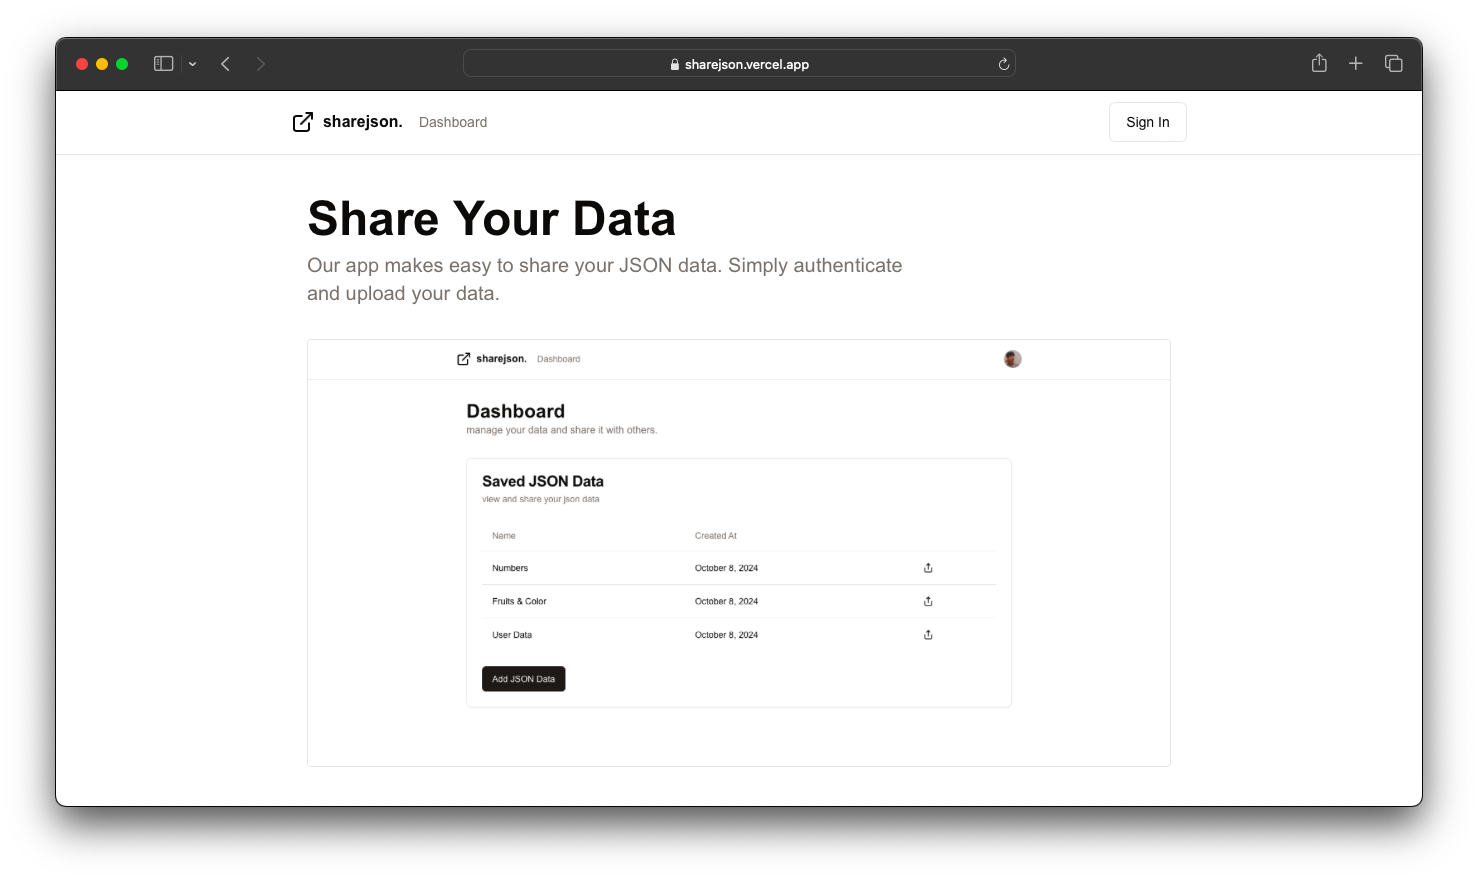 sharejson.vercel.app
sharejson. Dashboard Sign In
Share Your Data
Our app makes easy to share your JSON data. Simply authenticate
and upload your data.
sharejson. Dashboard
Dashboard
manage your data and share it with others.
Saved JSON Data
view and share your json data
Name Created At
Numbers October 8, 2024
Fruits & Color October 8, 2024
User Data October 8, 2024
Add JSON Data